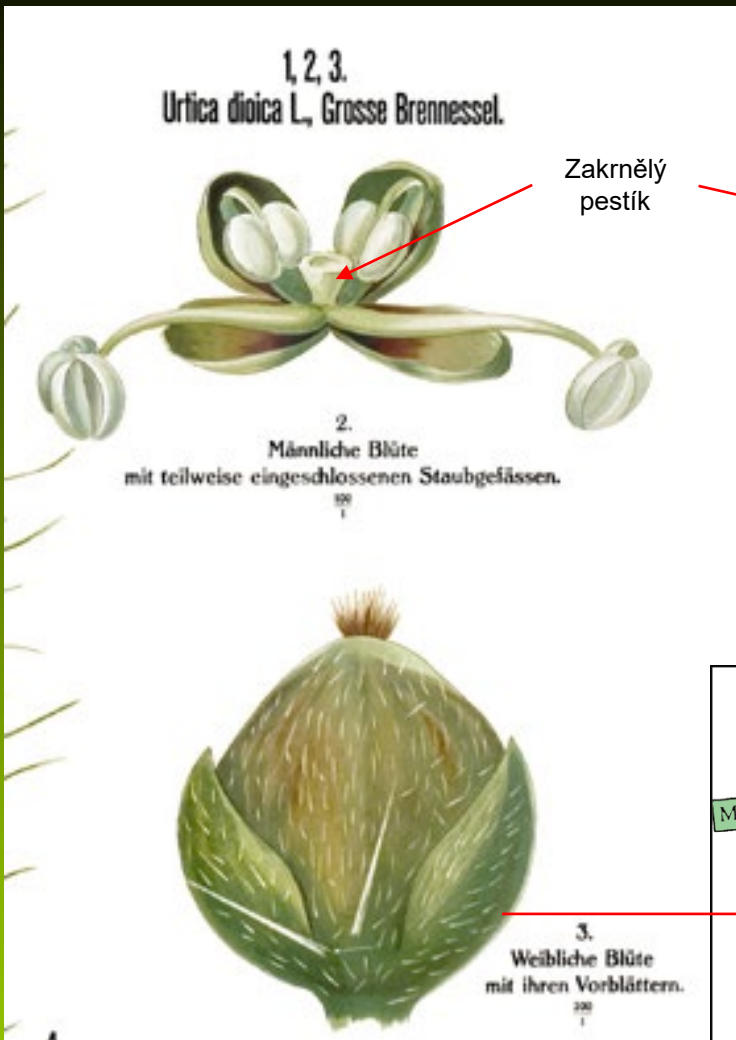 1, 2, 3.
Urtica dioica L., Grosse Brennessel.
Zakrnělý
pestík
2.
Männliche Blüte
mit teilweise eingeschlossenen Staubgefässen.
M
3.
Weibliche Blüte
mit ihren Vorblättern.